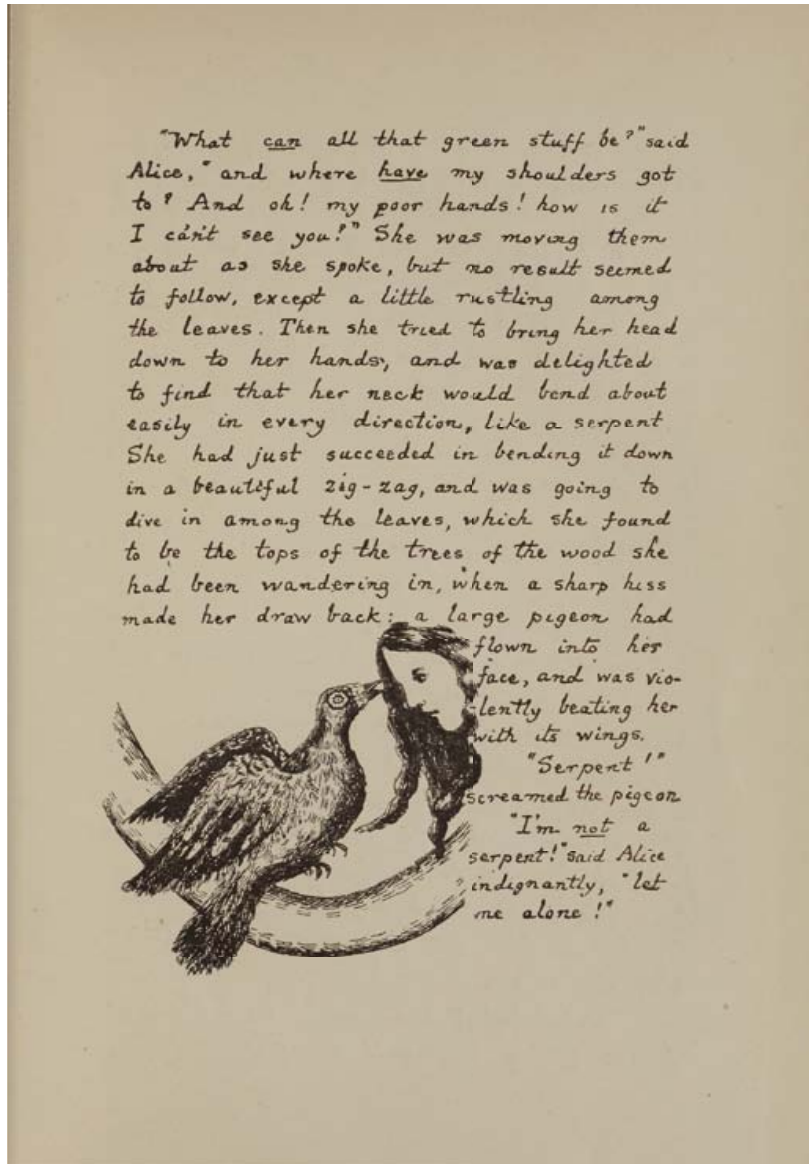 "What can all that green stuff be?" said
Alice, "and where have my shoulders got
to? And oh! my poor hands! how is it
I can't see you?" She was moving them
about as she spoke, but no result seemed
to follow, except a little rustling among
the leaves. Then she tried to bring her head
down to her hands, and was delighted
to find that her neck would bend about
easily in every direction, like a serpent
She had just succeeded in bending it down
in a beautiful zig-zag, and was going to
dive in among the leaves, which she found
to be the tops of the trees of the wood she
had been wandering in, when a sharp hiss
made her draw back: a large pigeon had
flown into her
face, and was vio-
lently beating her
with its wings.
"Serpent!"
screamed the pigeon
"I'm not a
serpent!" said Alice
indignantly, "let
me alone!"